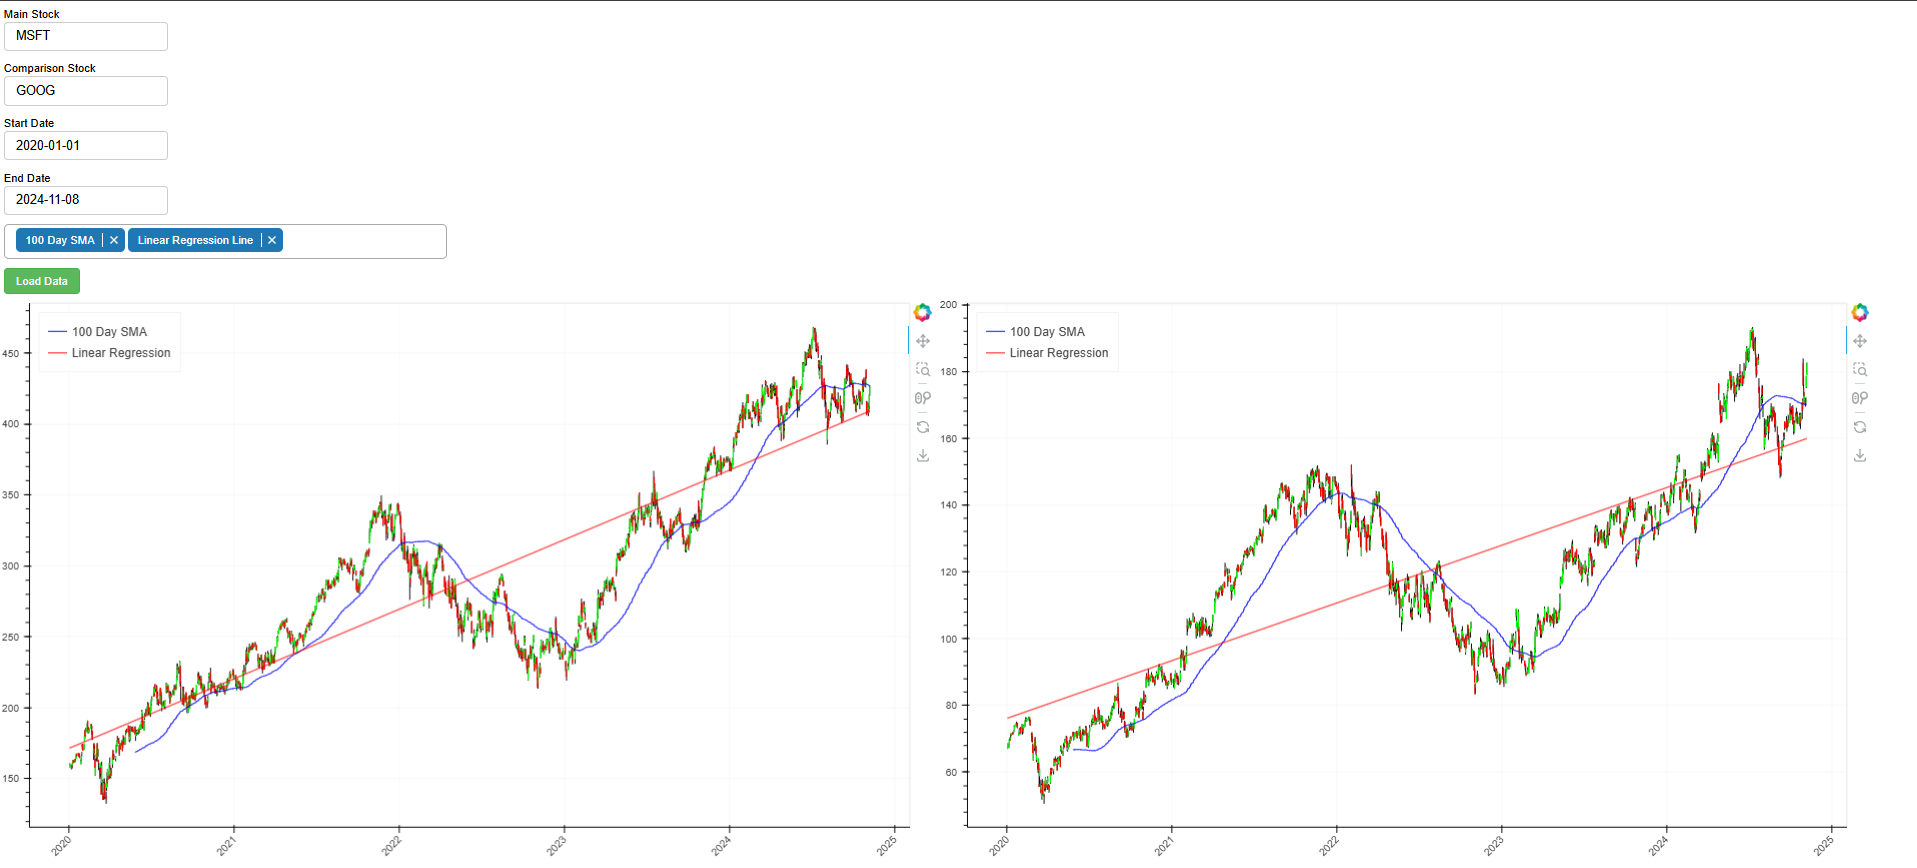 Main Stock
MSFT
Comparison Stock
GOOG
Start Date
2020-01-01
End Date
2024-11-08
100 Day SMA
Linear Regression Line
Load Data
100 Day SMA
Linear Regression
450
400
350
300
250
200
150
2020
2021
2022
2023
2024
2025
100 Day SMA
Linear Regression
200
180
160
140
120
100
80
60
2020
2021
2022
2023
2024
2025